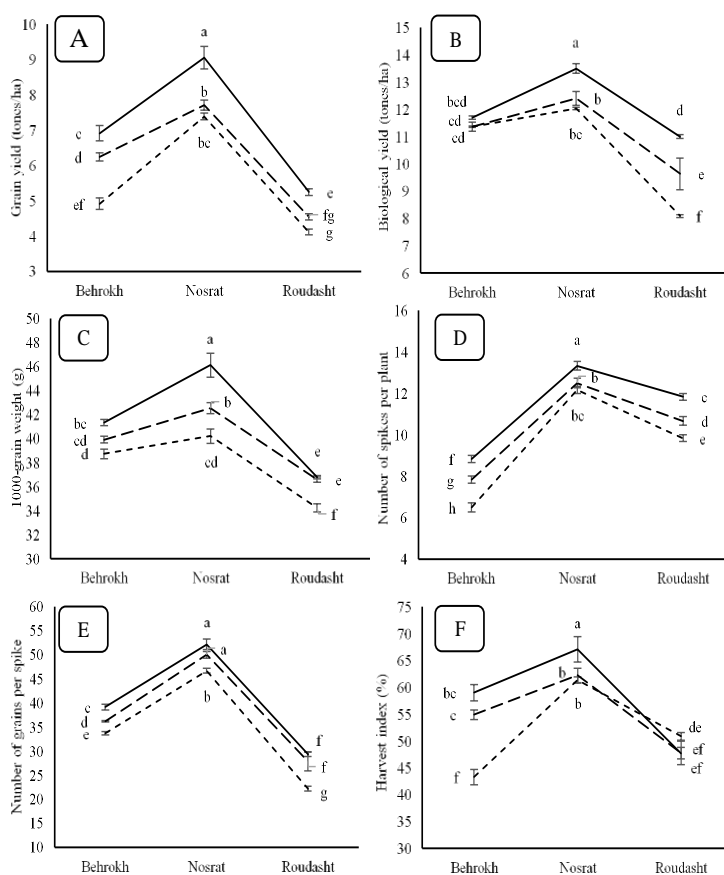 A
Grain yield (tones/ha)
10
9
8
7
6
5
4
3
a
b
bc
c
d
ef
e
fg
g
Behrokh Nosrat Roudasht
B
Biological yield (tones/ha)
15
14
13
12
11
10
9
8
7
6
a
bcd
cd
cd
b
bc
d
e
f
Behrokh Nosrat Roudasht
C
1000-grain weight (g)
50
48
46
44
42
40
38
36
34
32
30
a
bc
cd
d
b
cd
e
e
f
Behrokh Nosrat Roudasht
D
Number of spikes per plant
16
14
12
10
8
6
4
a
b
bc
c
d
e
f
g
h
Behrokh Nosrat Roudasht
E
Number of grains per spike
60
55
50
45
40
35
30
25
20
15
10
a
a
b
c
d
e
f
f
g
Behrokh Nosrat Roudasht
F
Harvest index (%)
75
70
65
60
55
50
45
40
35
30
a
bc
b
c
b
f
de
ef
ef
Behrokh Nosrat Roudasht